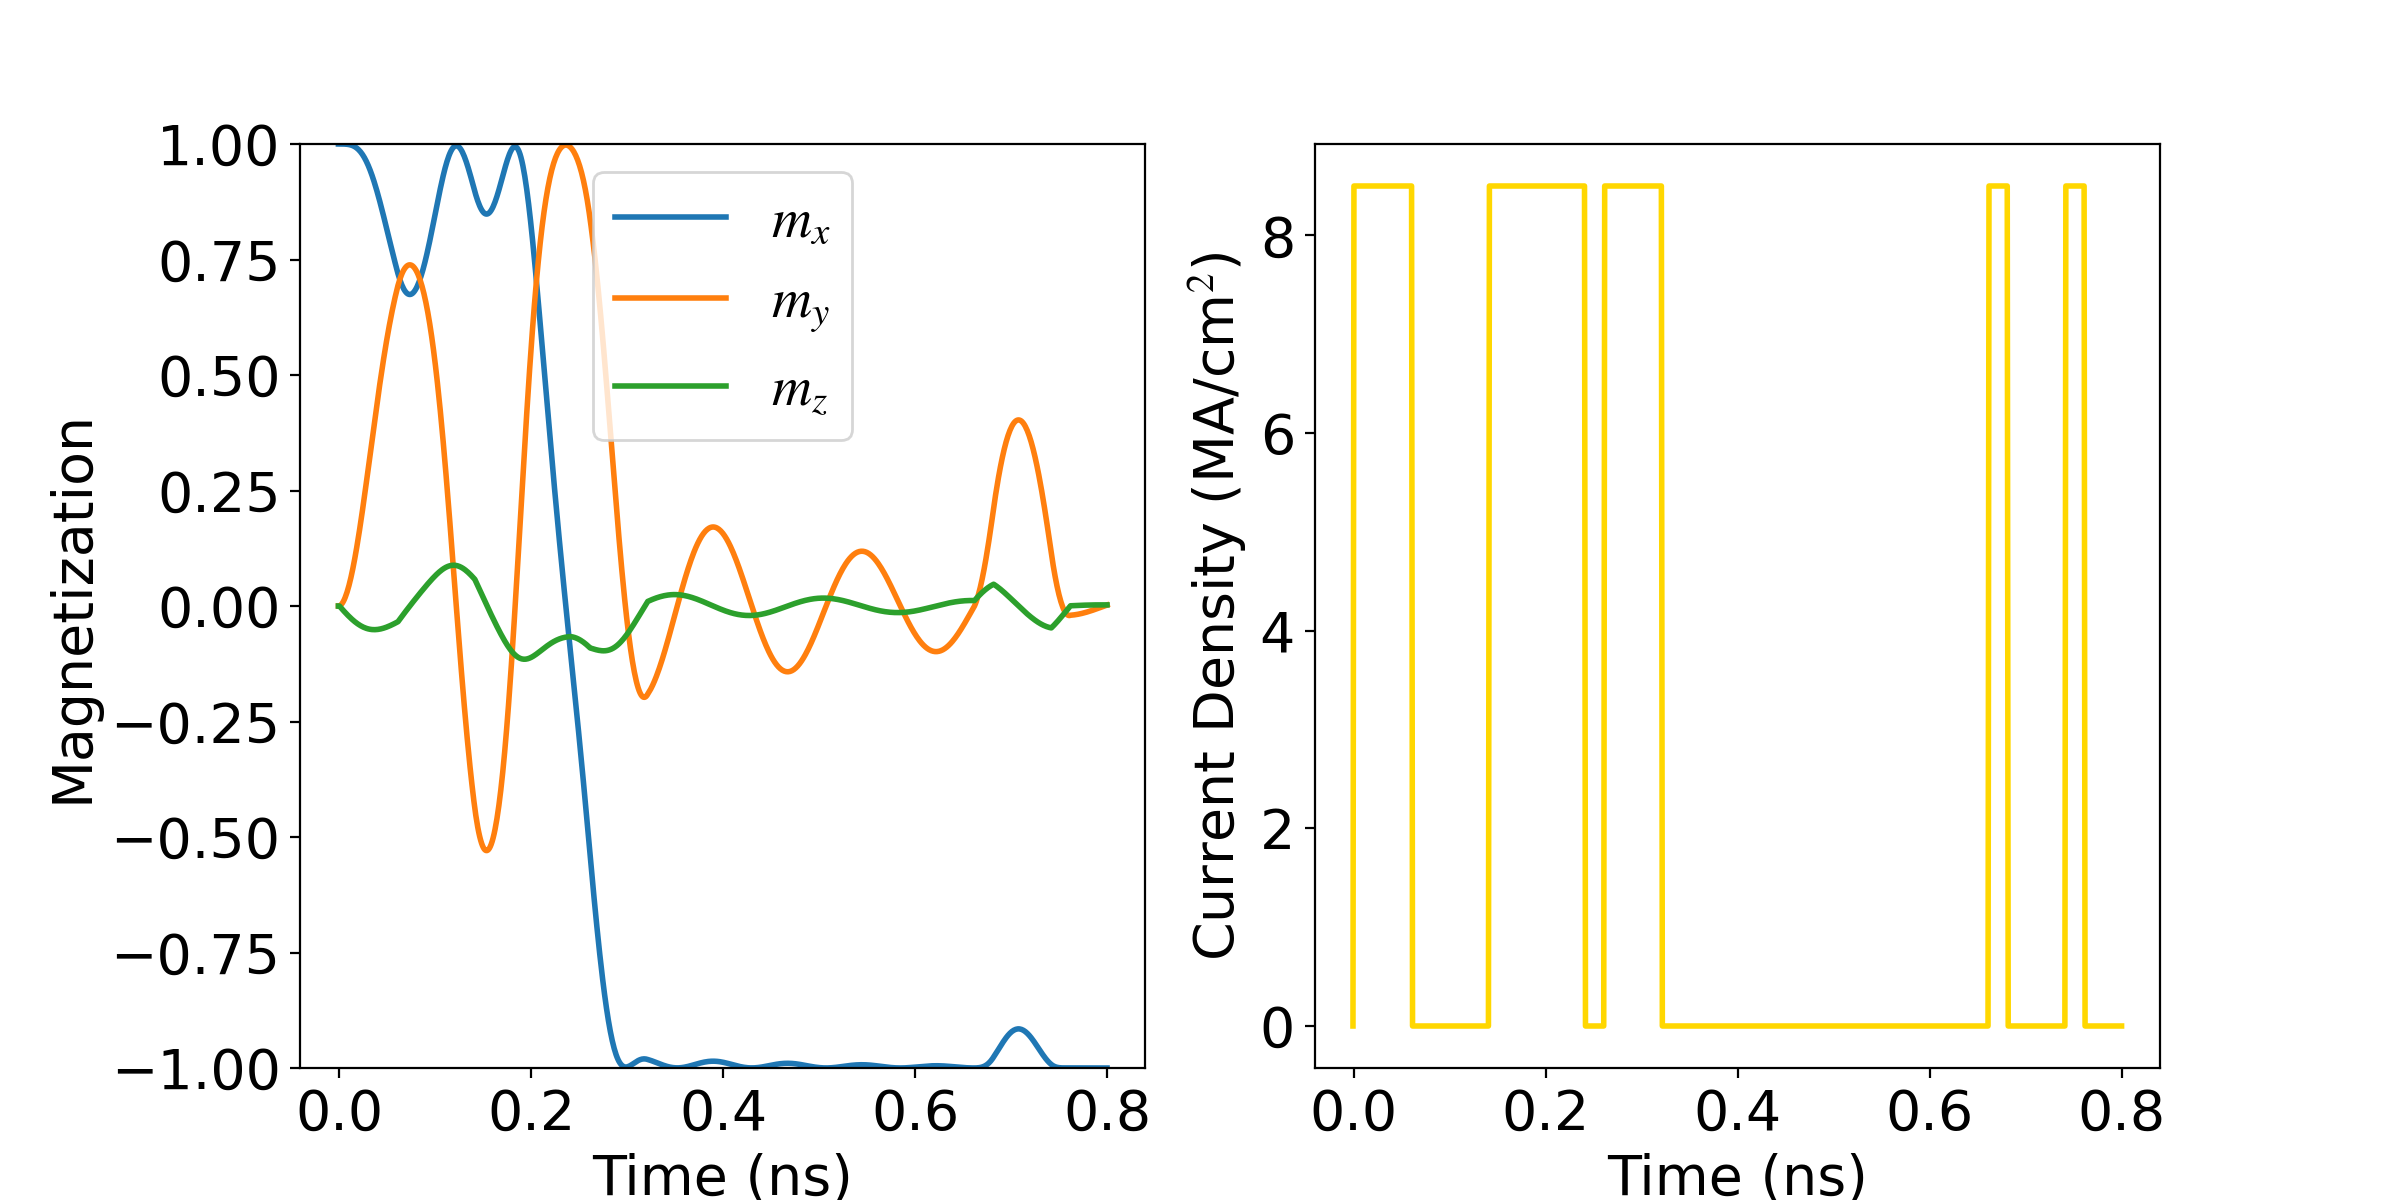 Magnetization
1.00
0.75
0.50
0.25
0.00
−0.25
−0.50
−0.75
−1.00
0.0 0.2 0.4 0.6 0.8
Time (ns)
m_x
m_y
m_z
Current Density (MA/cm²)
8
6
4
2
0
0.0 0.2 0.4 0.6 0.8
Time (ns)